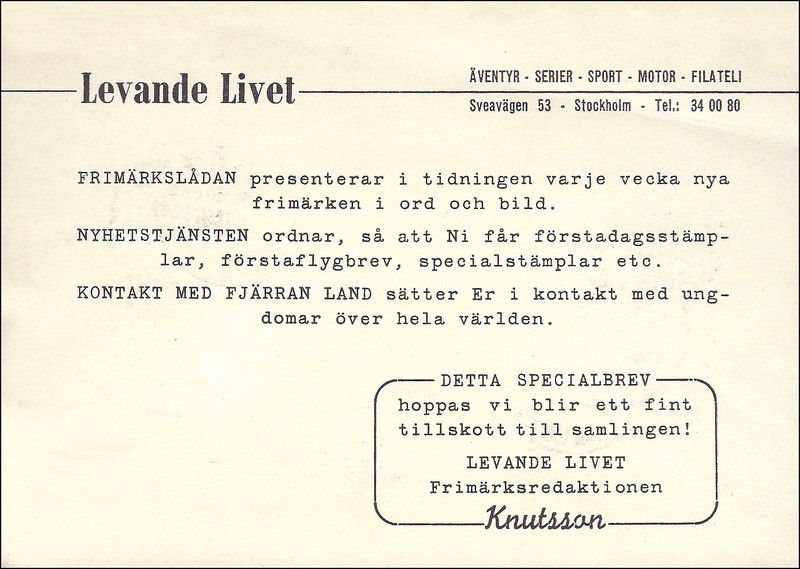 Levande Livet
ÄVENTYR - SERIER - SPORT - MOTOR - FILATELI
Sveavägen 53 - Stockholm - Tel.: 34 00 80
FRIMÄRKSLÅDAN presenterar i tidningen varje vecka nya
frimärken i ord och bild.
NYHETSTJÄNSTEN ordnar, så att Ni får förstadagsstämp-
lar, förstaflygbrev, specialstämplar etc.
KONTAKT MED FJÄRRAN LAND sätter Er i kontakt med ung-
domar över hela världen.
DETTA SPECIALBREV
hoppas vi blir ett fint
tillskott till samlingen!
LEVANDE LIVET
Frimärksredaktionen
Knutsson